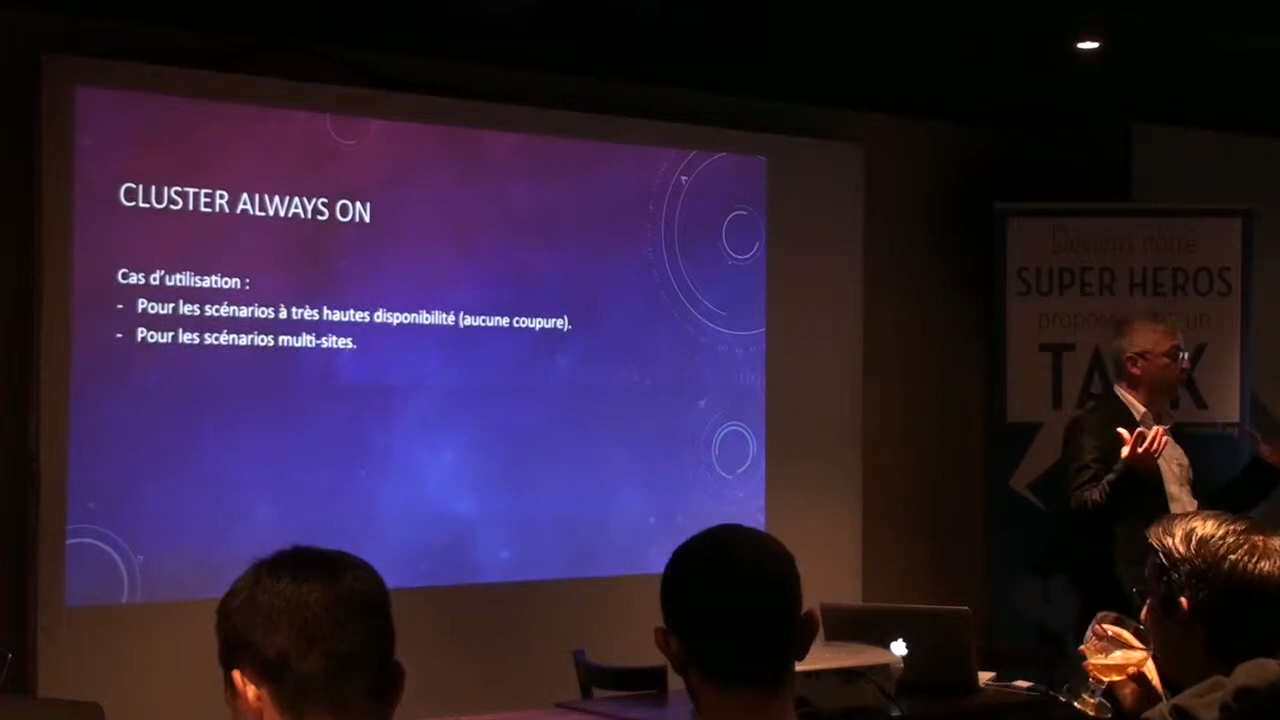 CLUSTER ALWAYS ON
Cas d'utilisation :
- Pour les scénarios à très hautes disponibilité (aucune coupure).
- Pour les scénarios multi-sites.
SUPER HEROS